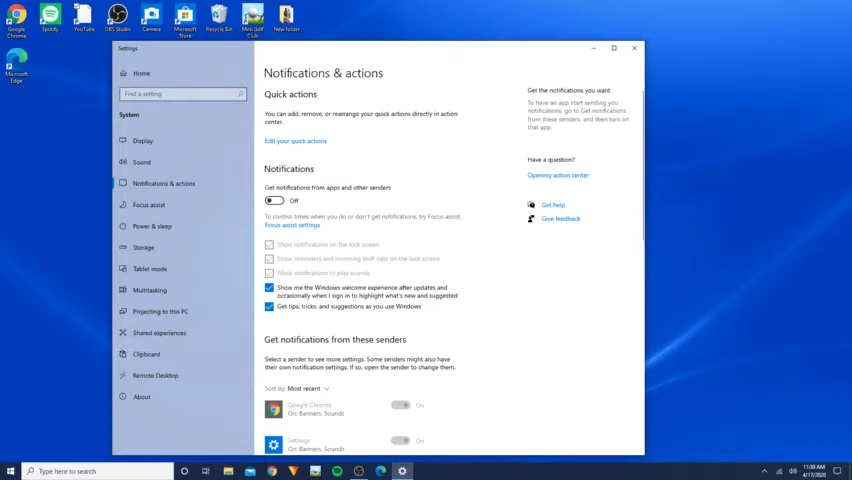 Google Chrome
Spotify
YouTube
OBS Studio
Camera
Microsoft Store
Recycle Bin
Mini Golf Club
New folder
Microsoft Edge
Settings
Home
Find a setting
System
Display
Sound
Notifications & actions
Focus assist
Power & sleep
Storage
Tablet mode
Multitasking
Projecting to this PC
Shared experiences
Clipboard
Remote Desktop
About
Notifications & actions
Quick actions
You can add, remove, or rearrange your quick actions directly in action
center.
Edit your quick actions
Notifications
Get notifications from apps and other senders
Off
To control times when you do or don't get notifications, try Focus assist.
Focus assist settings
Show notifications on the lock screen
Show reminders and incoming VoIP calls on the lock screen
Allow notifications to play sounds
Show me the Windows welcome experience after updates and
occasionally when I sign in to highlight what's new and suggested
Get tips, tricks, and suggestions as you use Windows
Get notifications from these senders
Select a sender to see more settings. Some senders might also have
their own notification settings. If so, open the sender to change them.
Sort by: Most recent
Google Chrome
On: Banners, Sounds
On
Settings
On: Banners, Sounds
On
Get the notifications you want
To have an app start sending you
notifications, go to Get notifications
from these senders, and then turn on
that app.
Have a question?
Opening action center
Get help
Give feedback
Type here to search
11:30 AM
4/17/2020